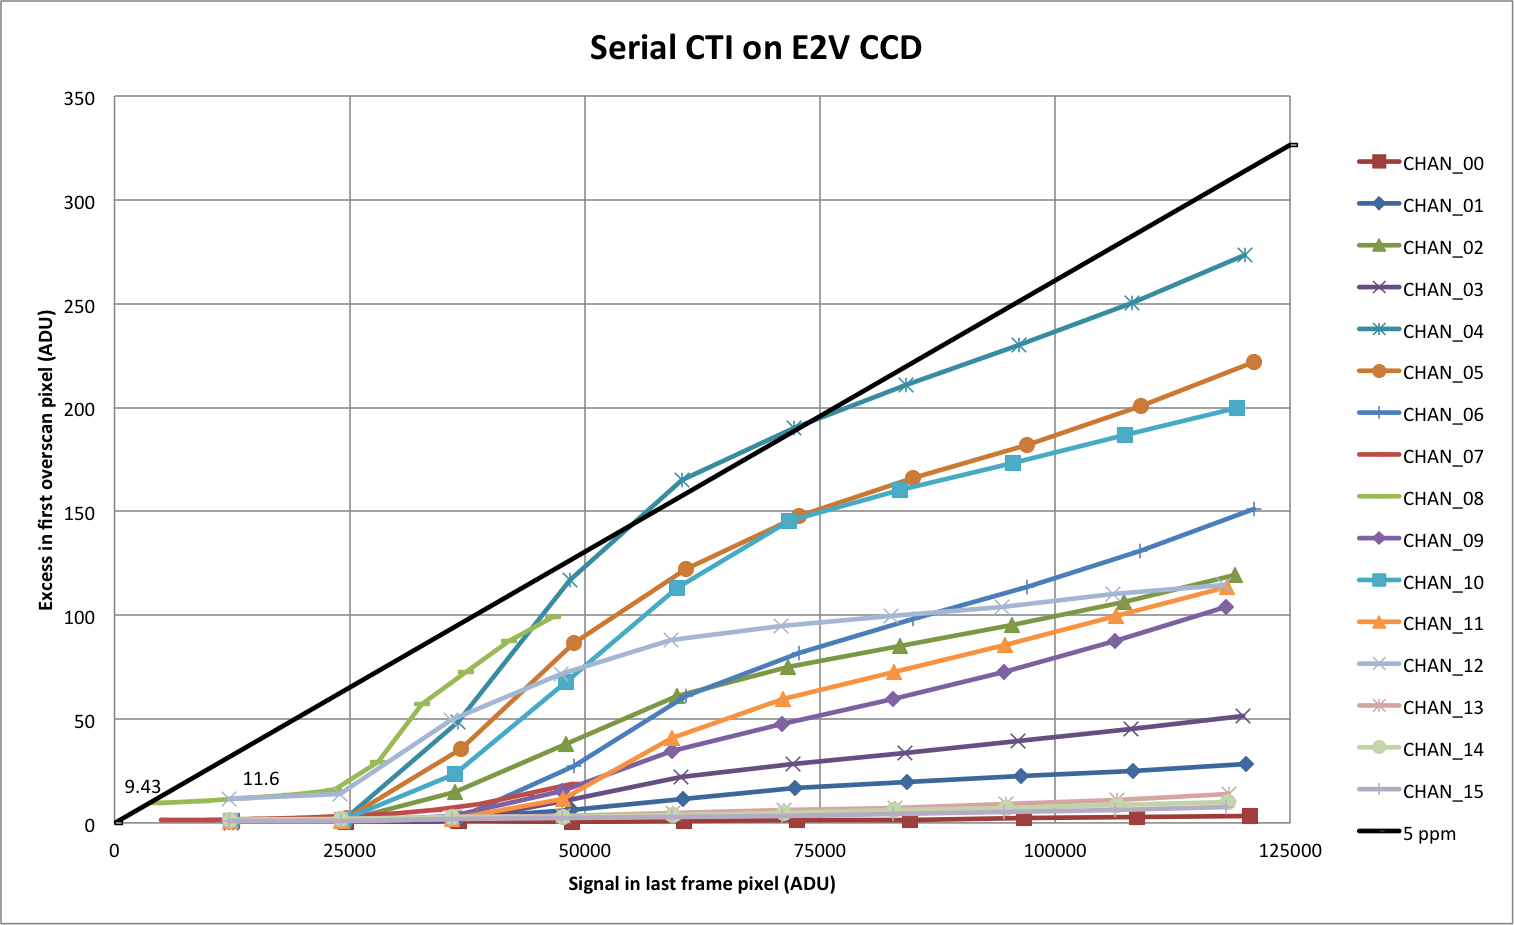 Serial CTI on E2V CCD
350
300
250
200
150
100
50
0
Excess in first overscan pixel (ADU)
9.43
11.6
0
25000
50000
75000
100000
125000
Signal in last frame pixel (ADU)
CHAN_00
CHAN_01
CHAN_02
CHAN_03
CHAN_04
CHAN_05
CHAN_06
CHAN_07
CHAN_08
CHAN_09
CHAN_10
CHAN_11
CHAN_12
CHAN_13
CHAN_14
CHAN_15
5 ppm